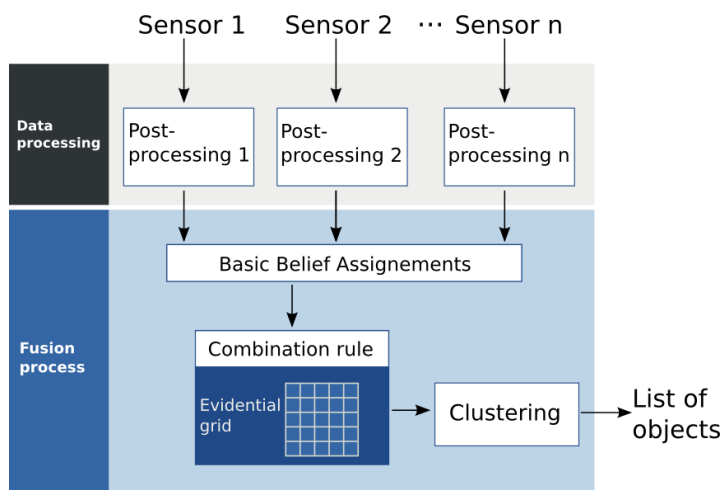 Sensor 1
Sensor 2
··· Sensor n
Data
processing
Post-
processing 1
Post-
processing 2
Post-
processing n
Basic Belief Assignements
Fusion
process
Combination rule
Evidential
grid
Clustering
List of
objects